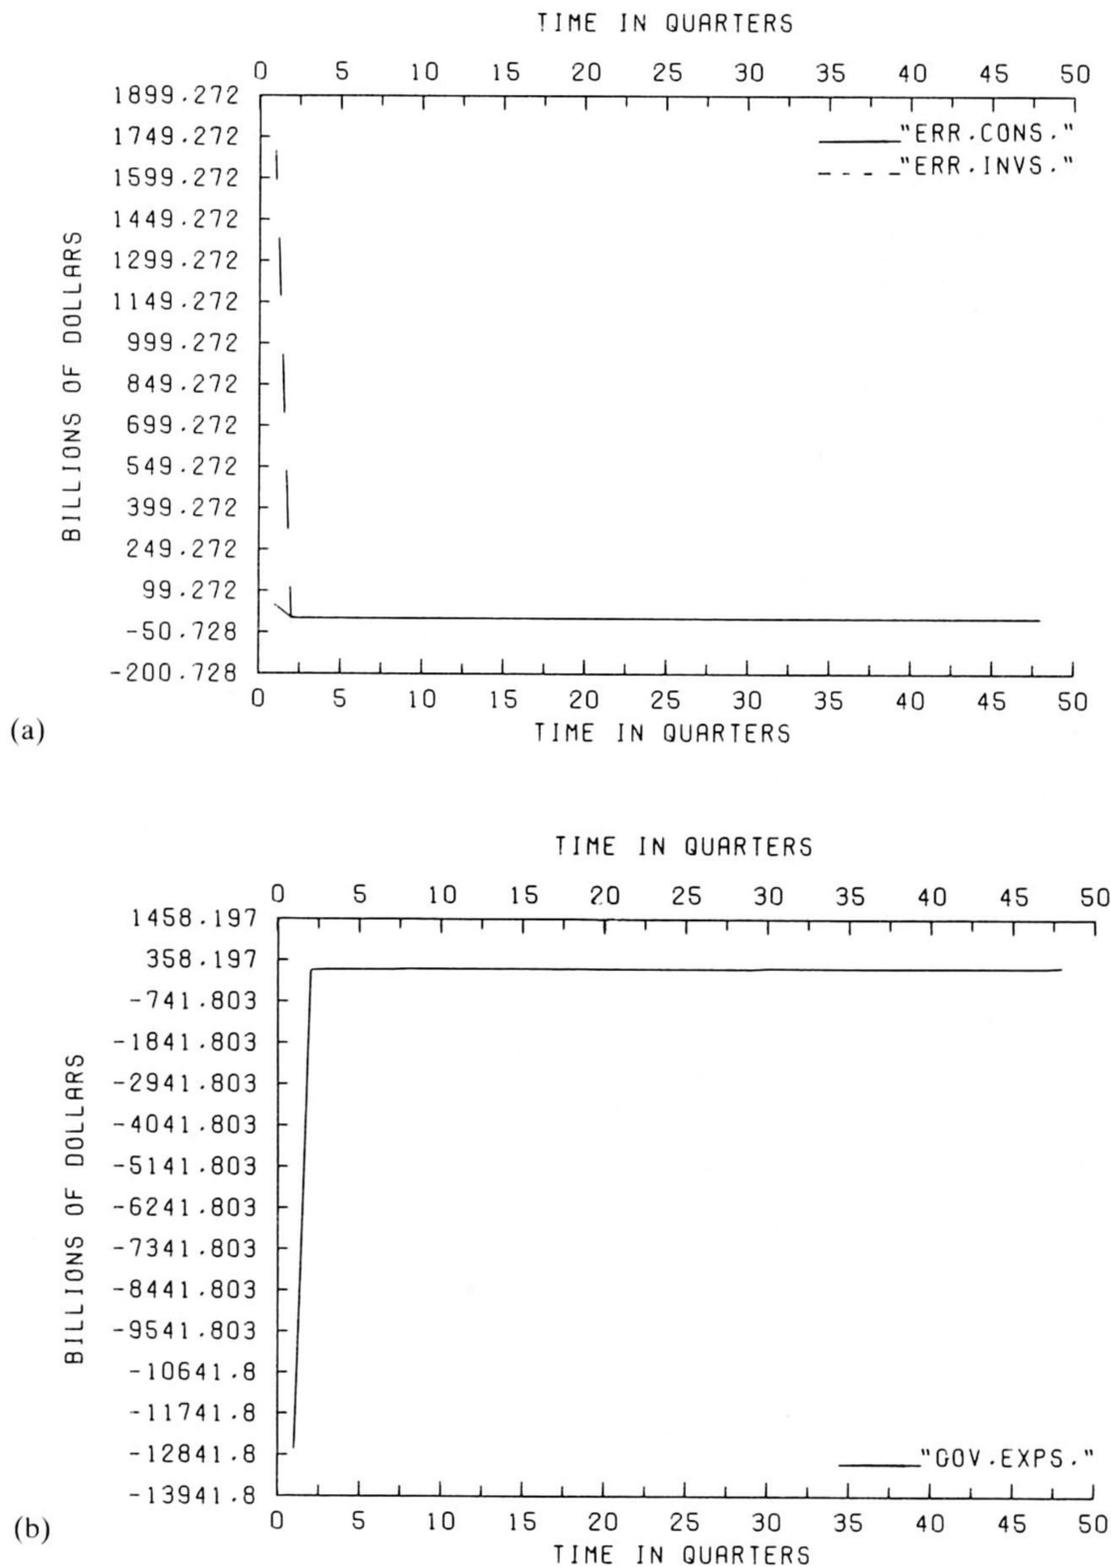 TIME IN QUARTERS
0 5 10 15 20 25 30 35 40 45 50
1899.272
"ERR.CONS."
1749.272
"ERR.INVS."
1599.272
1449.272
1299.272
1149.272
999.272
849.272
699.272
549.272
399.272
249.272
99.272
-50.728
-200.728
BILLIONS OF DOLLARS
0 5 10 15 20 25 30 35 40 45 50
TIME IN QUARTERS
(a)
TIME IN QUARTERS
0 5 10 15 20 25 30 35 40 45 50
1458.197
358.197
-741.803
-1841.803
-2941.803
-4041.803
-5141.803
-6241.803
-7341.803
-8441.803
-9541.803
-10641.8
-11741.8
-12841.8
"GOV.EXPS."
-13941.8
BILLIONS OF DOLLARS
0 5 10 15 20 25 30 35 40 45 50
TIME IN QUARTERS
(b)